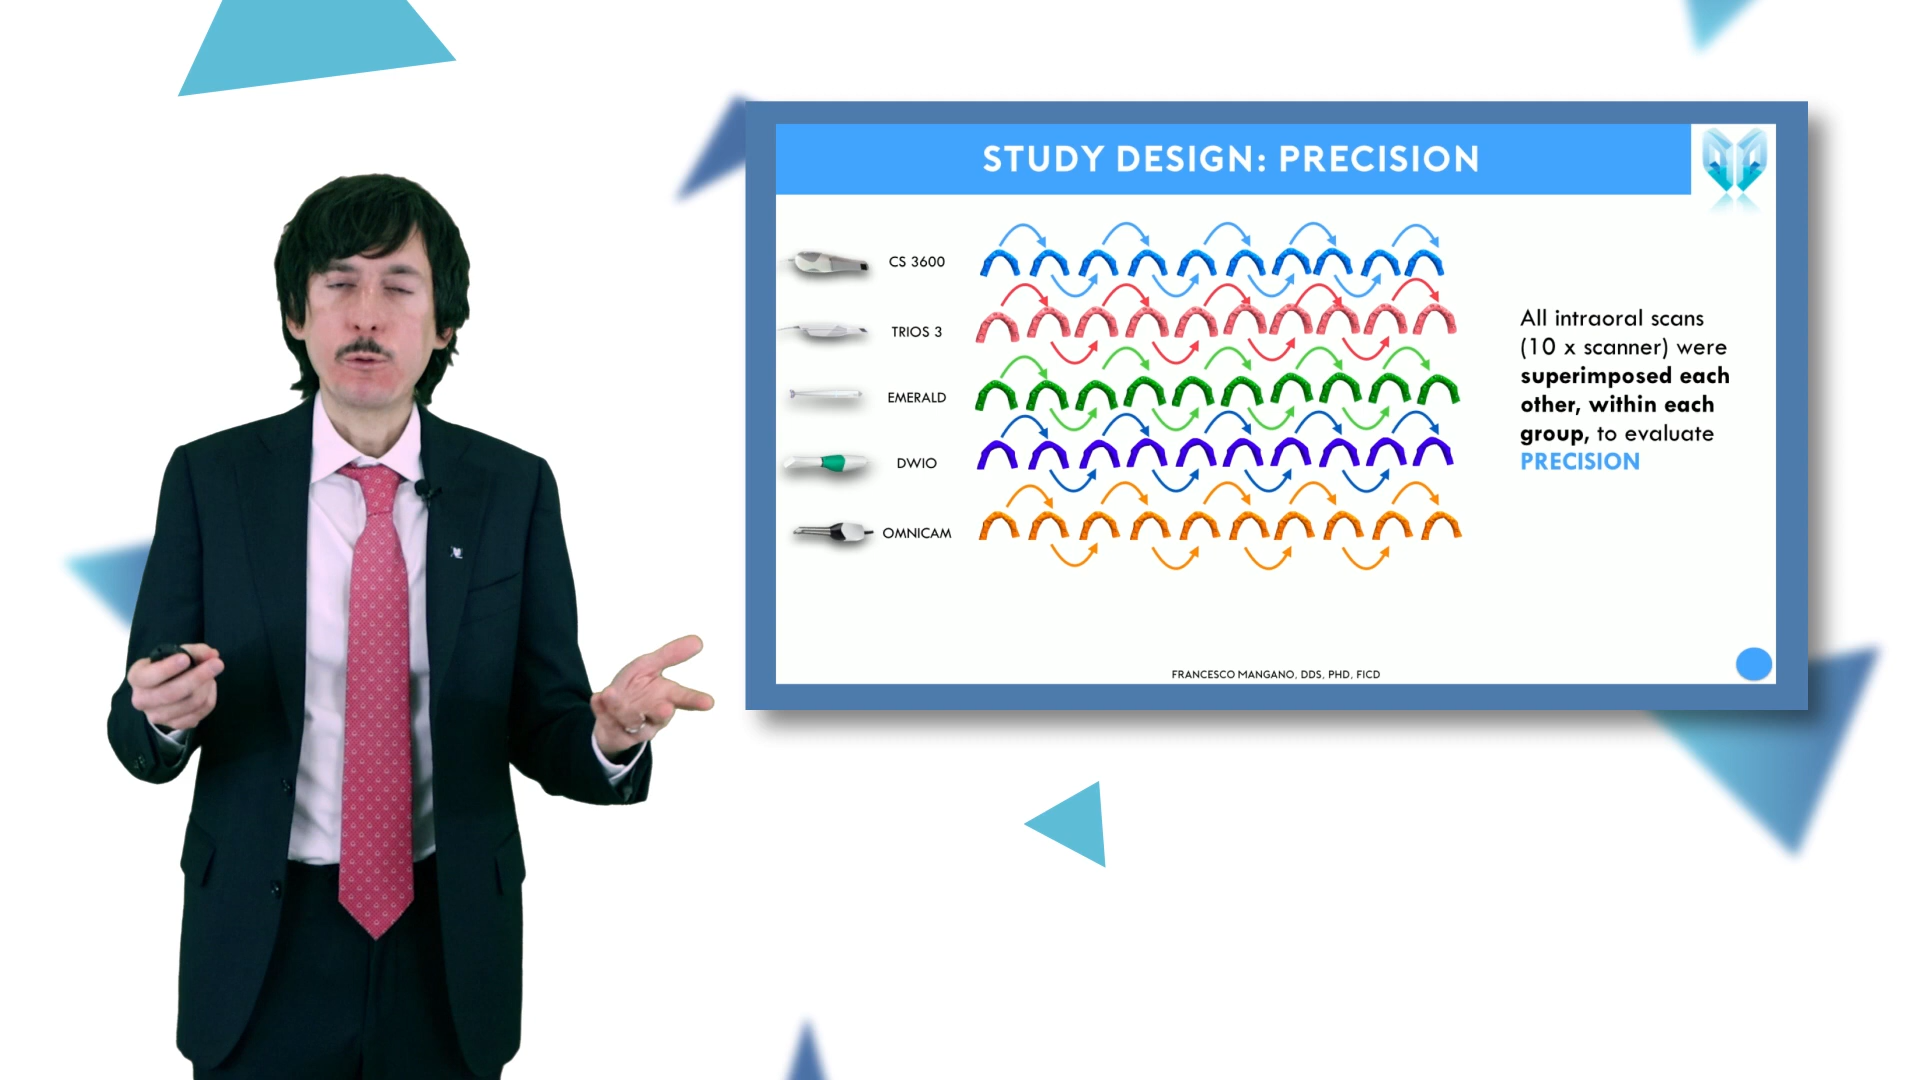 STUDY DESIGN: PRECISION
CS 3600
TRIOS 3
EMERALD
DWIO
OMNICAM
All intraoral scans
(10 x scanner) were
superimposed each
other, within each
group, to evaluate
PRECISION
FRANCESCO MANGANO, DDS, PHD, FICD